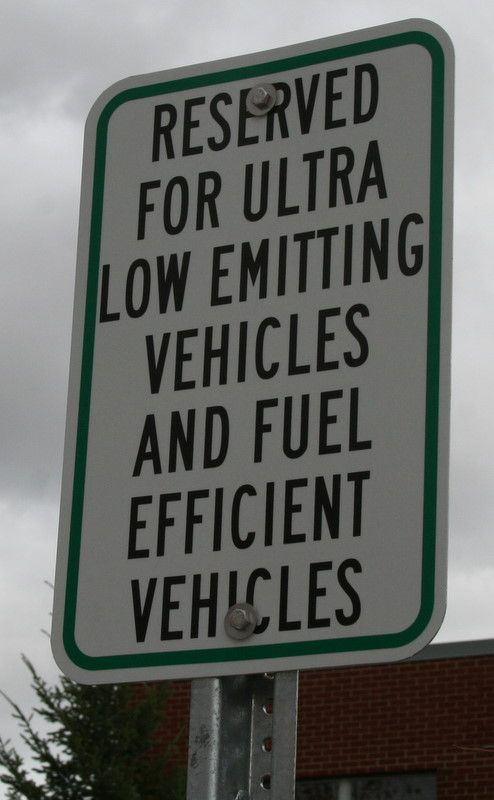 RESERVED
FOR ULTRA
LOW EMITTING
VEHICLES
AND FUEL
EFFICIENT
VEHICLES